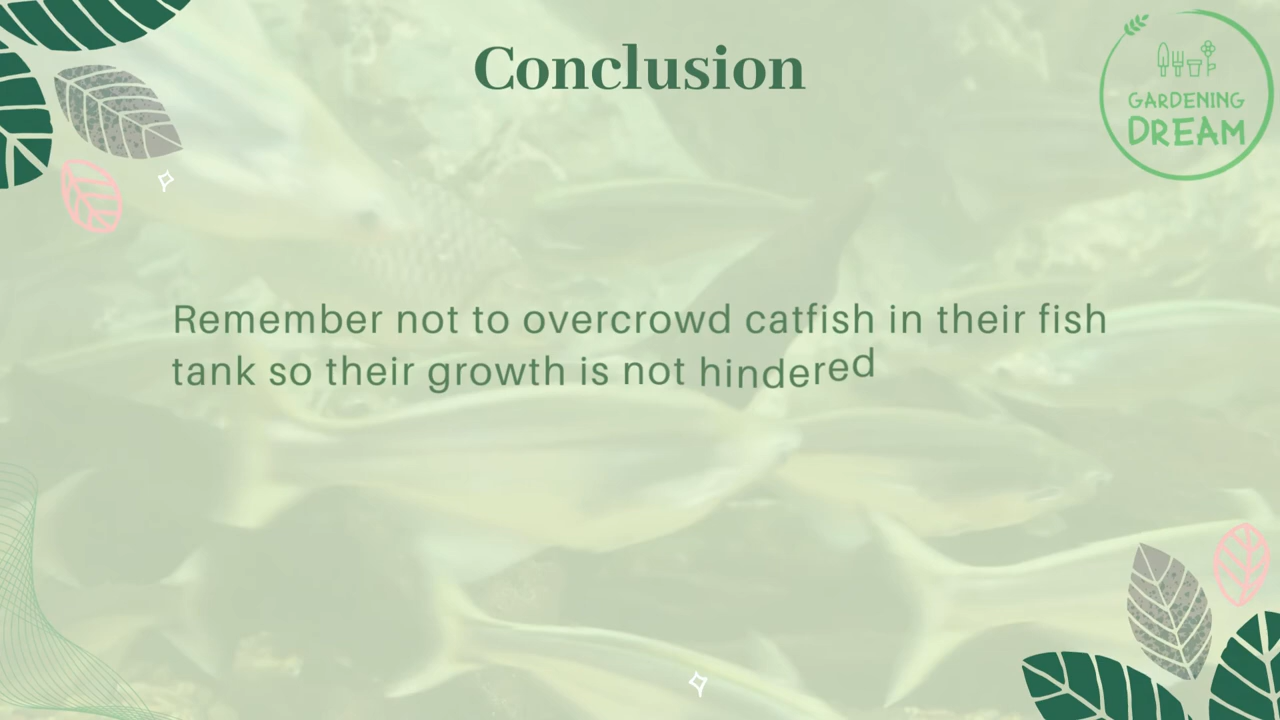 Conclusion
GARDENING
DREAM
Remember not to overcrowd catfish in their fish
tank so their growth is not hindered